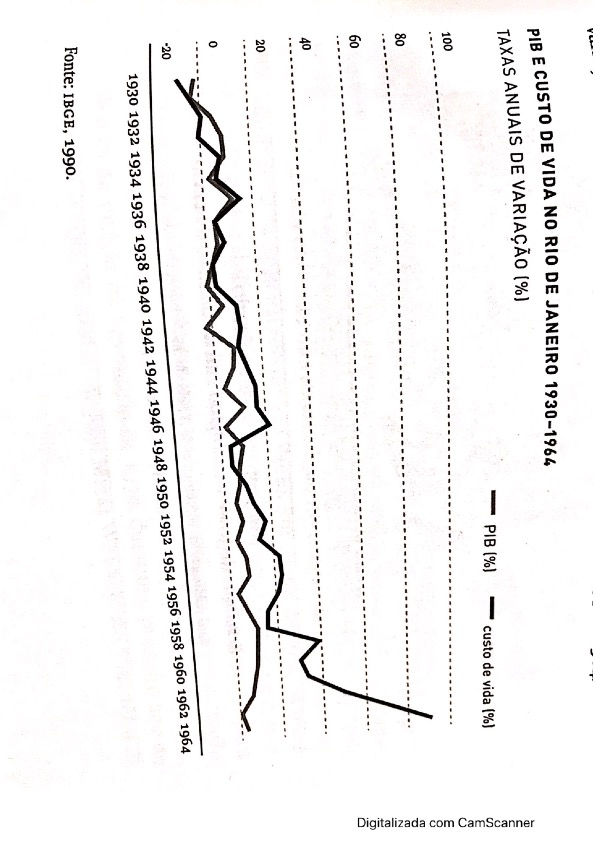 PIB E CUSTO DE VIDA NO RIO DE JANEIRO 1930–1964
TAXAS ANUAIS DE VARIAÇÃO (%)
PIB (%) custo de vida (%)
100
80
60
40
20
0
-20
1930 1932 1934 1936 1938 1940 1942 1944 1946 1948 1950 1952 1954 1956 1958 1960 1962 1964
Fonte: IBGE, 1990.
Digitalizada com CamScanner